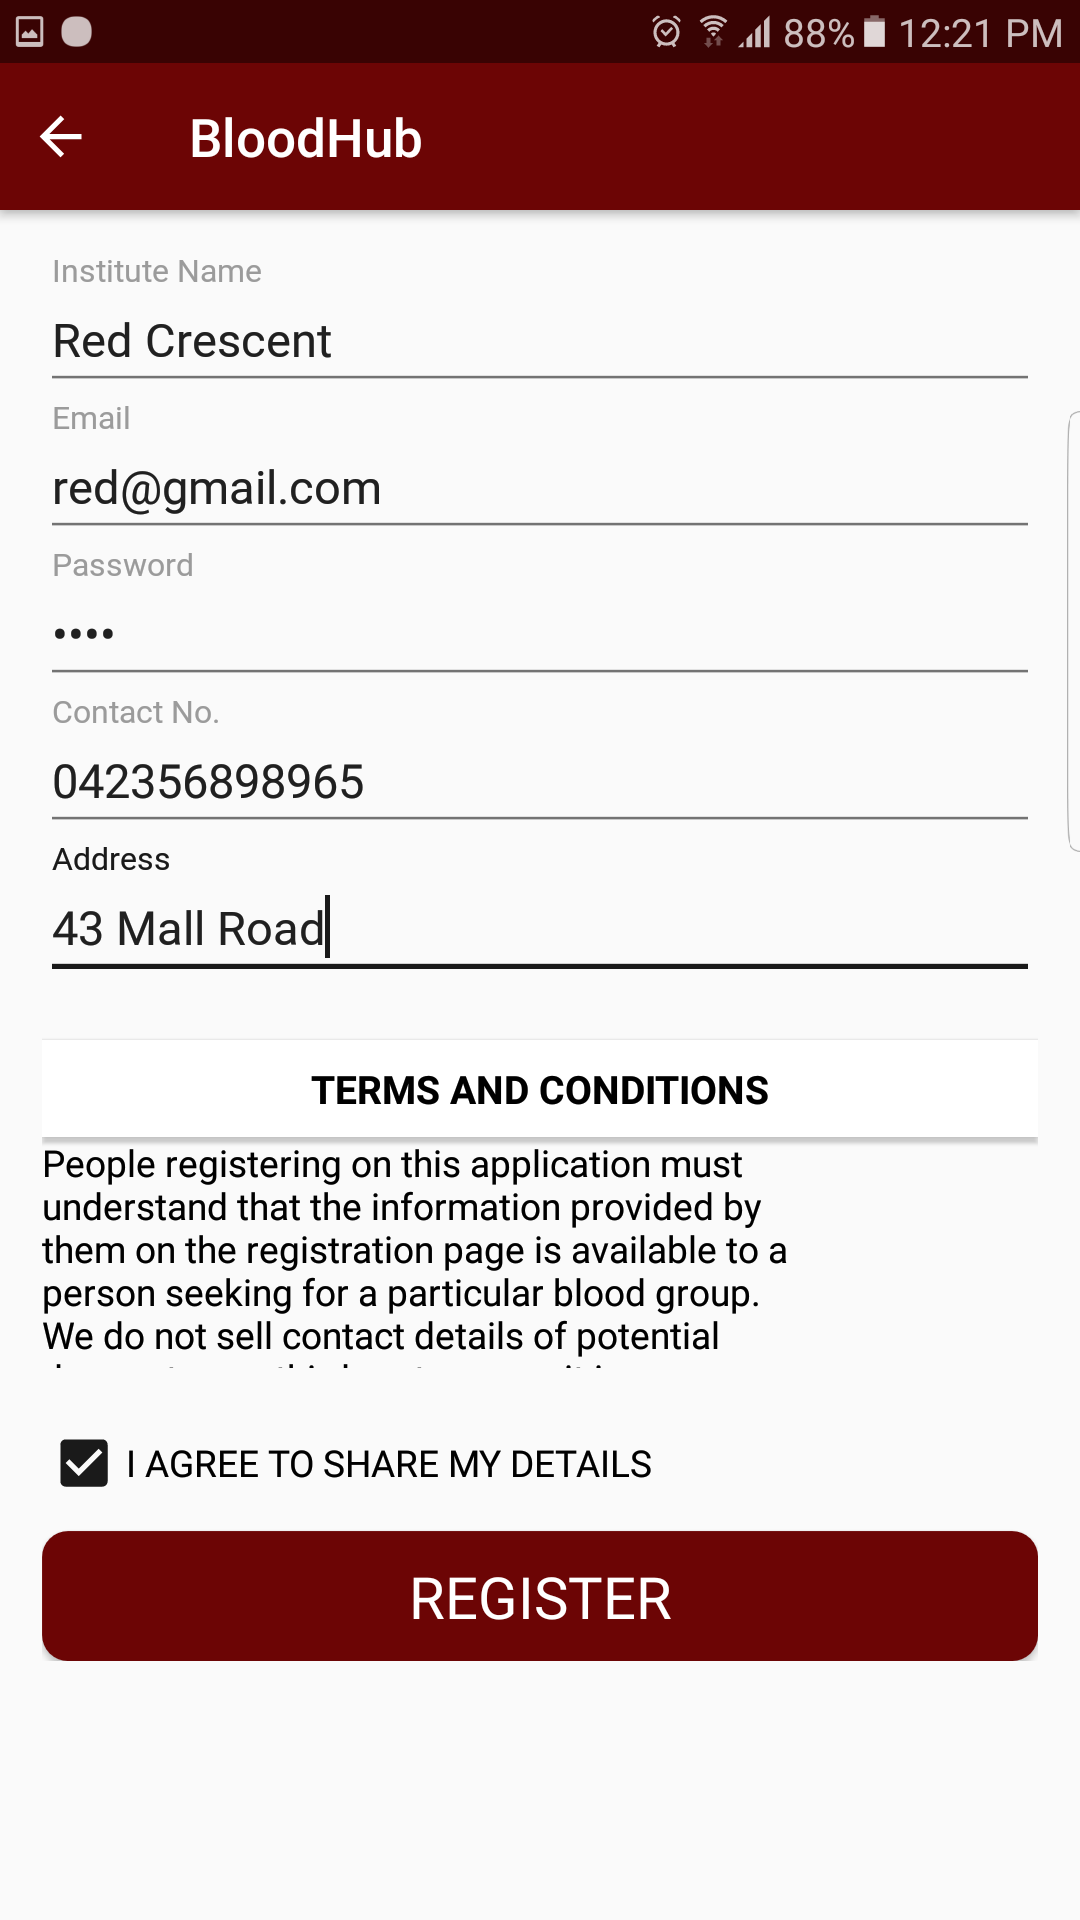 88% 12:21 PM
BloodHub
Institute Name
Red Crescent
Email
red@gmail.com
Password
••••
Contact No.
042356898965
Address
43 Mall Road
TERMS AND CONDITIONS
People registering on this application must
understand that the information provided by
them on the registration page is available to a
person seeking for a particular blood group.
We do not sell contact details of potential
I AGREE TO SHARE MY DETAILS
REGISTER